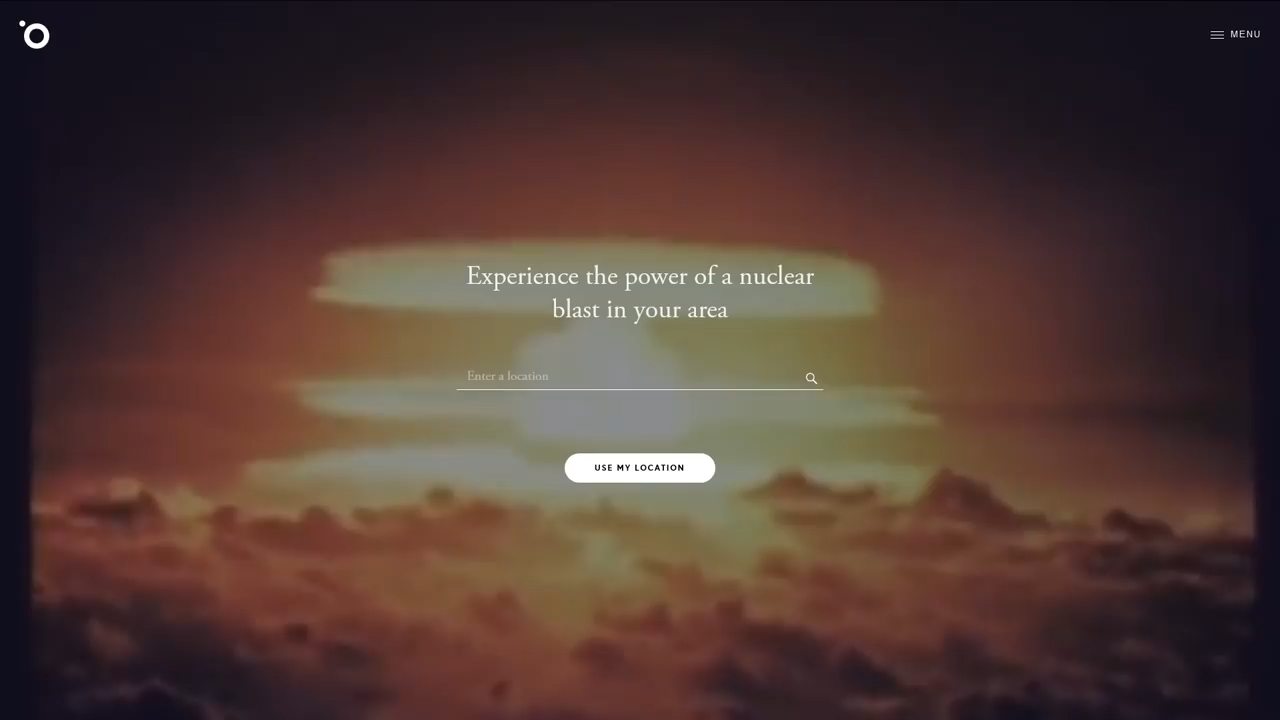 MENU
Experience the power of a nuclear
blast in your area
Enter a location
USE MY LOCATION